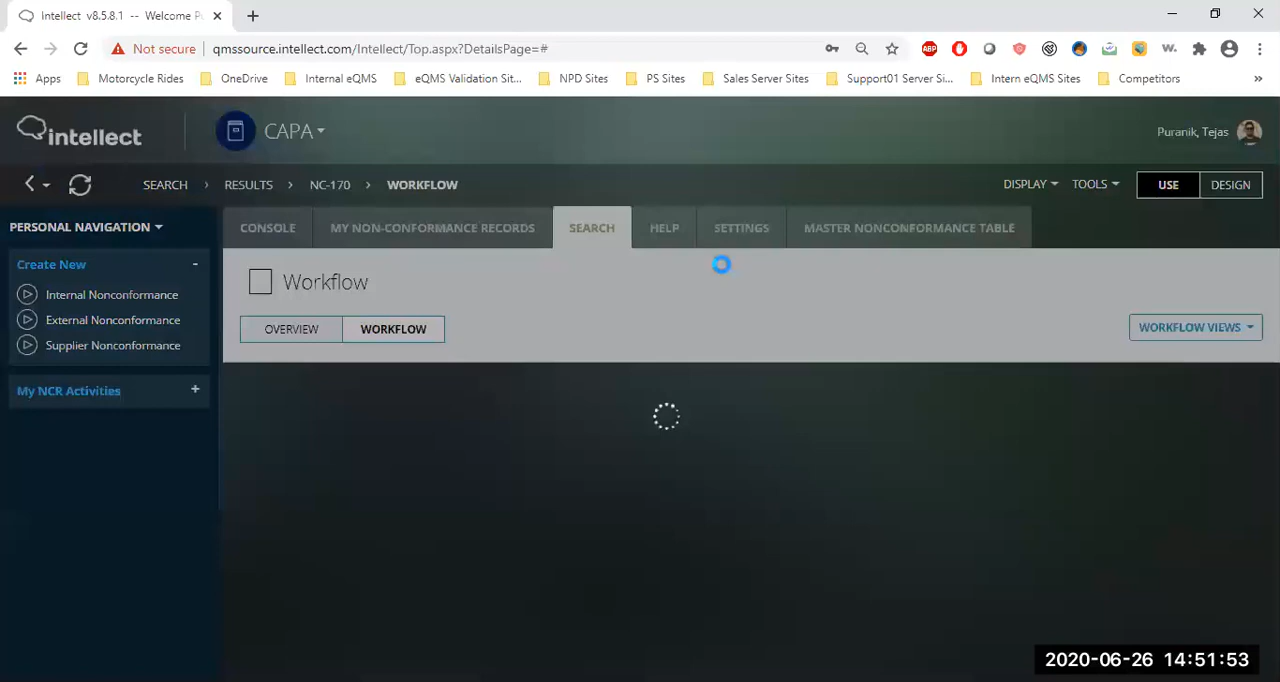 Intellect v8.5.8.1 -- Welcome Pu
Not secure
qmssource.intellect.com/Intellect/Top.aspx?DetailsPage=#
ABP
w.
Apps
Motorcycle Rides
OneDrive
Internal eQMS
eQMS Validation Sit...
NPD Sites
PS Sites
Sales Server Sites
Support01 Server Si...
Intern eQMS Sites
Competitors
»
intellect
CAPA
Puranik, Tejas
SEARCH › RESULTS › NC-170 › WORKFLOW
DISPLAY
TOOLS
USE
DESIGN
PERSONAL NAVIGATION
CONSOLE
MY NON-CONFORMANCE RECORDS
SEARCH
HELP
SETTINGS
MASTER NONCONFORMANCE TABLE
Create New -
Internal Nonconformance
External Nonconformance
Supplier Nonconformance
My NCR Activities +
Workflow
OVERVIEW
WORKFLOW
WORKFLOW VIEWS
2020-06-26 14:51:53